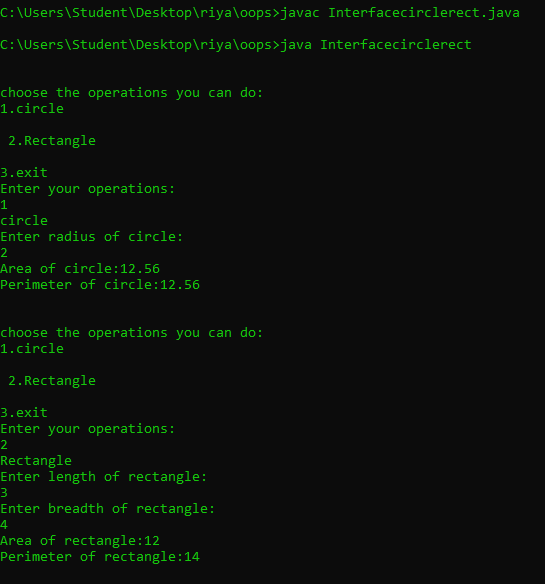 C:\Users\Student\Desktop\riya\oops>javac Interfacecirclerect.java
C:\Users\Student\Desktop\riya\oops>java Interfacecirclerect
choose the operations you can do:
1.circle
2.Rectangle
3.exit
Enter your operations:
1
circle
Enter radius of circle:
2
Area of circle:12.56
Perimeter of circle:12.56
choose the operations you can do:
1.circle
2.Rectangle
3.exit
Enter your operations:
2
Rectangle
Enter length of rectangle:
3
Enter breadth of rectangle:
4
Area of rectangle:12
Perimeter of rectangle:14